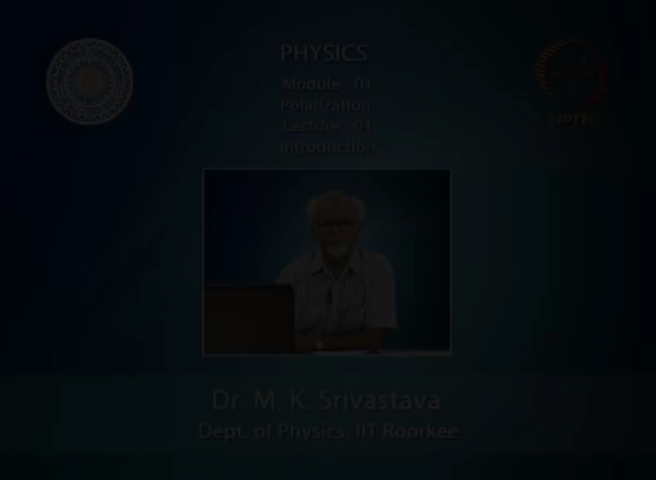 PHYSICS
Module 01
Polarization
Lecture 01
Introduction
NPTEL
Dr. M. K. Srivastava
Dept. of Physics, IIT Roorkee